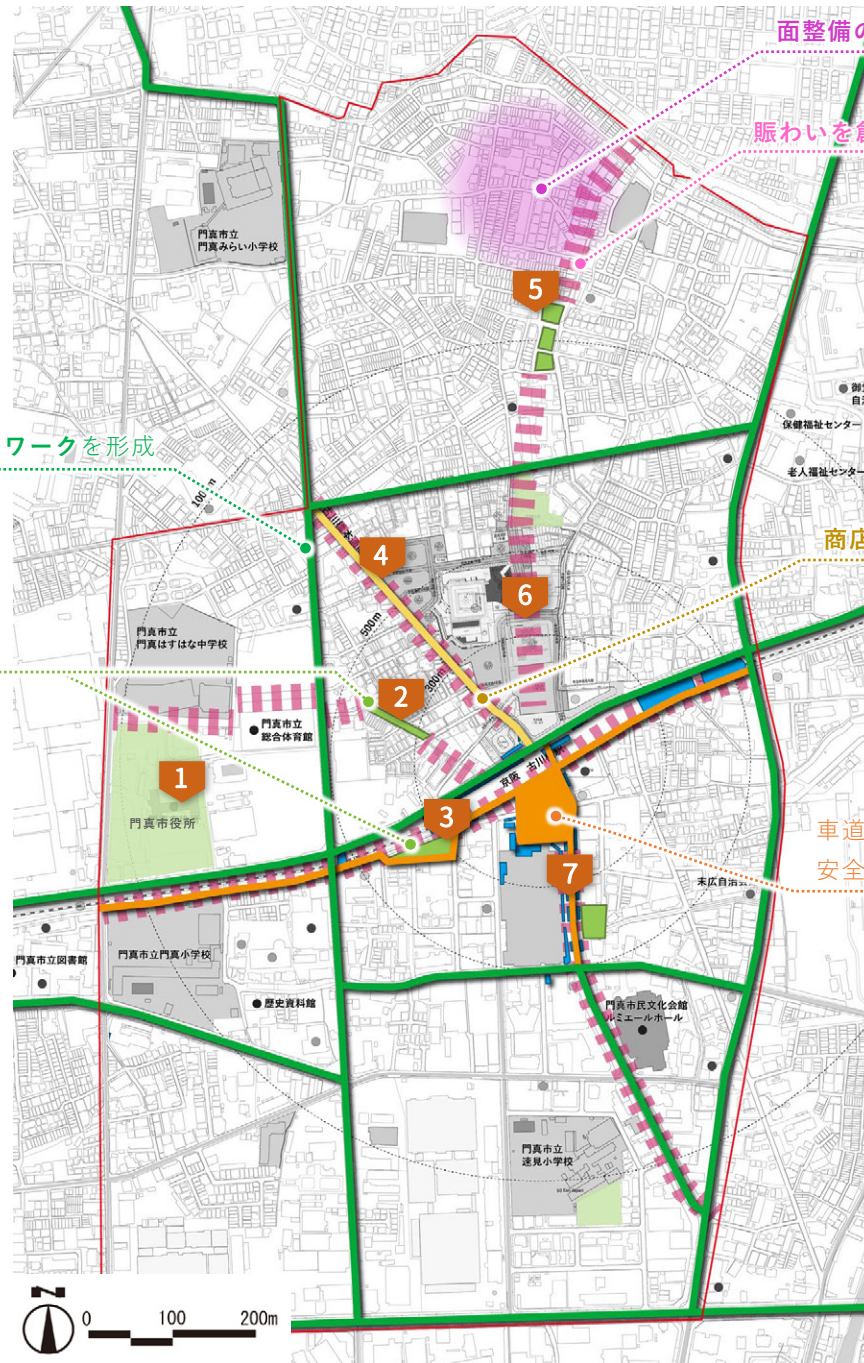 面整備の
賑わいを創
門真市立
門真みらい小学校
5
ワークを形成
保健福祉センター
老人福祉センター
1000m
4
商店
500m
6
門真市立
門真はすはな中学校
300m
2
門真市立
総合体育館
1
門真市役所
京阪 古川橋駅
3
車道
安全
7
末広自治会
門真市立図書館
門真市立門真小学校
歴史資料館
門真市民文化会館
ルミエールホール
門真市立
速見小学校
N
0 100 200m